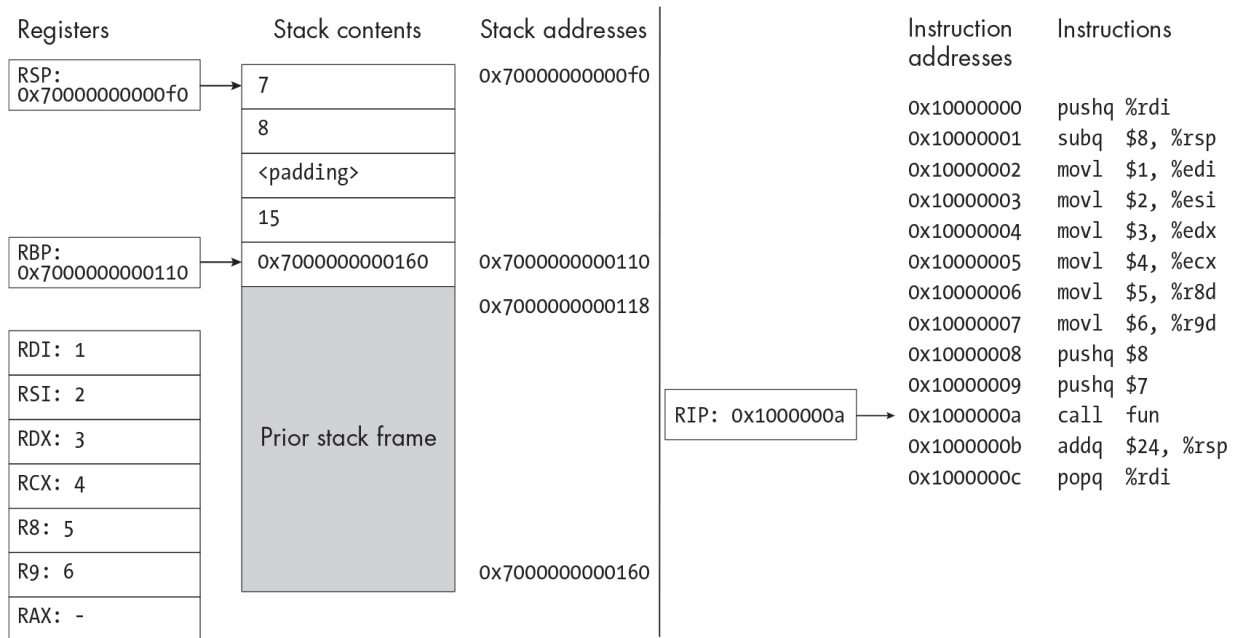 Registers
Stack contents
Stack addresses
RSP:
0x70000000000f0
7
0x70000000000f0
8
<padding>
15
RBP:
0x7000000000110
0x7000000000160
0x7000000000110
0x7000000000118
RDI: 1
RSI: 2
RDX: 3
RCX: 4
R8: 5
R9: 6
RAX: -
Prior stack frame
0x7000000000160
Instruction
addresses
Instructions
0x10000000 pushq %rdi
0x10000001 subq $8, %rsp
0x10000002 movl $1, %edi
0x10000003 movl $2, %esi
0x10000004 movl $3, %edx
0x10000005 movl $4, %ecx
0x10000006 movl $5, %r8d
0x10000007 movl $6, %r9d
0x10000008 pushq $8
0x10000009 pushq $7
RIP: 0x1000000a
0x1000000a call fun
0x1000000b addq $24, %rsp
0x1000000c popq %rdi